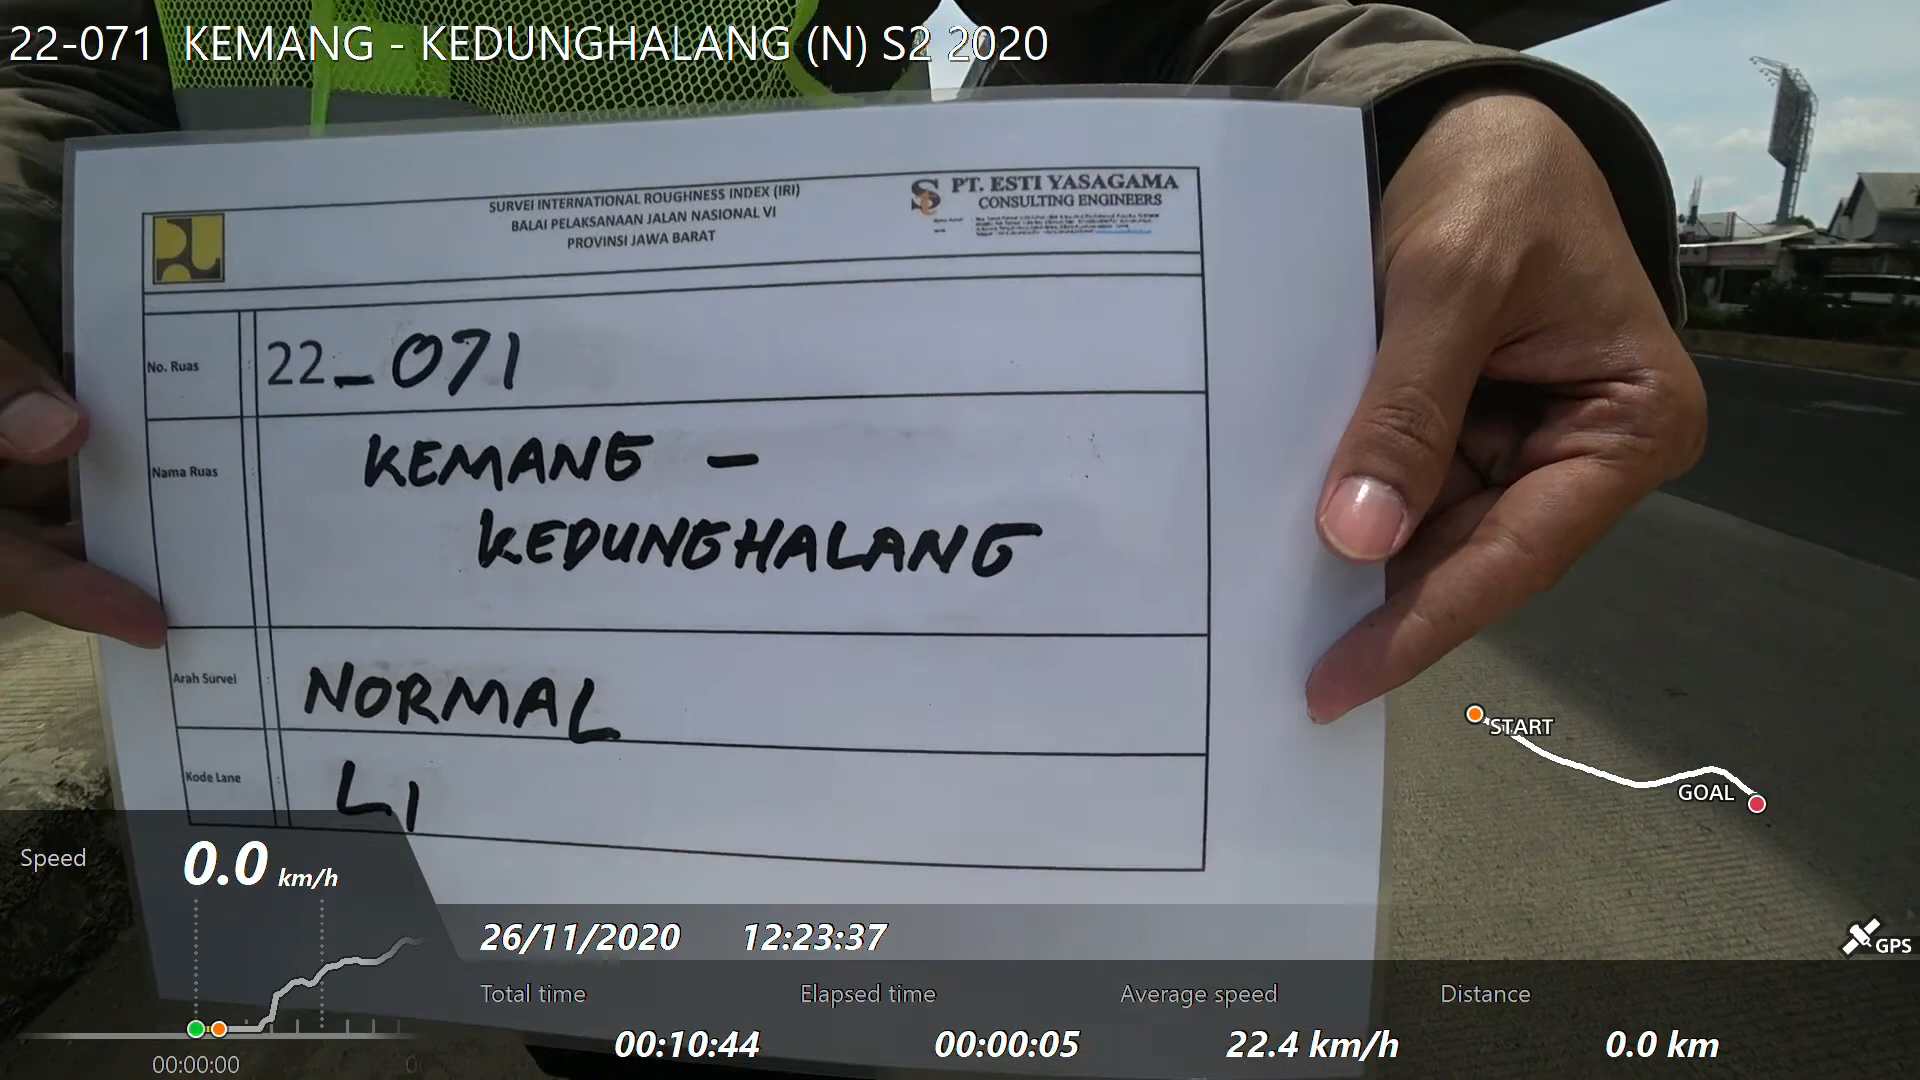 22-071 KEMANG - KEDUNGHALANG (N) S2 2020
SURVEI INTERNATIONAL ROUGHNESS INDEX (IRI)
BALAI PELAKSANAAN JALAN NASIONAL VI
PROVINSI JAWA BARAT
PT. ESTI YASAGAMA
CONSULTING ENGINEERS
No. Ruas : 22_071
Nama Ruas : KEMANG -
KEDUNGHALANG
Arah Survei : NORMAL
Kode Lane : L1
START
GOAL
Speed 0.0 km/h
26/11/2020 12:23:37
GPS
Total time Elapsed time Average speed Distance
00:10:44 00:00:05 22.4 km/h 0.0 km
00:00:00